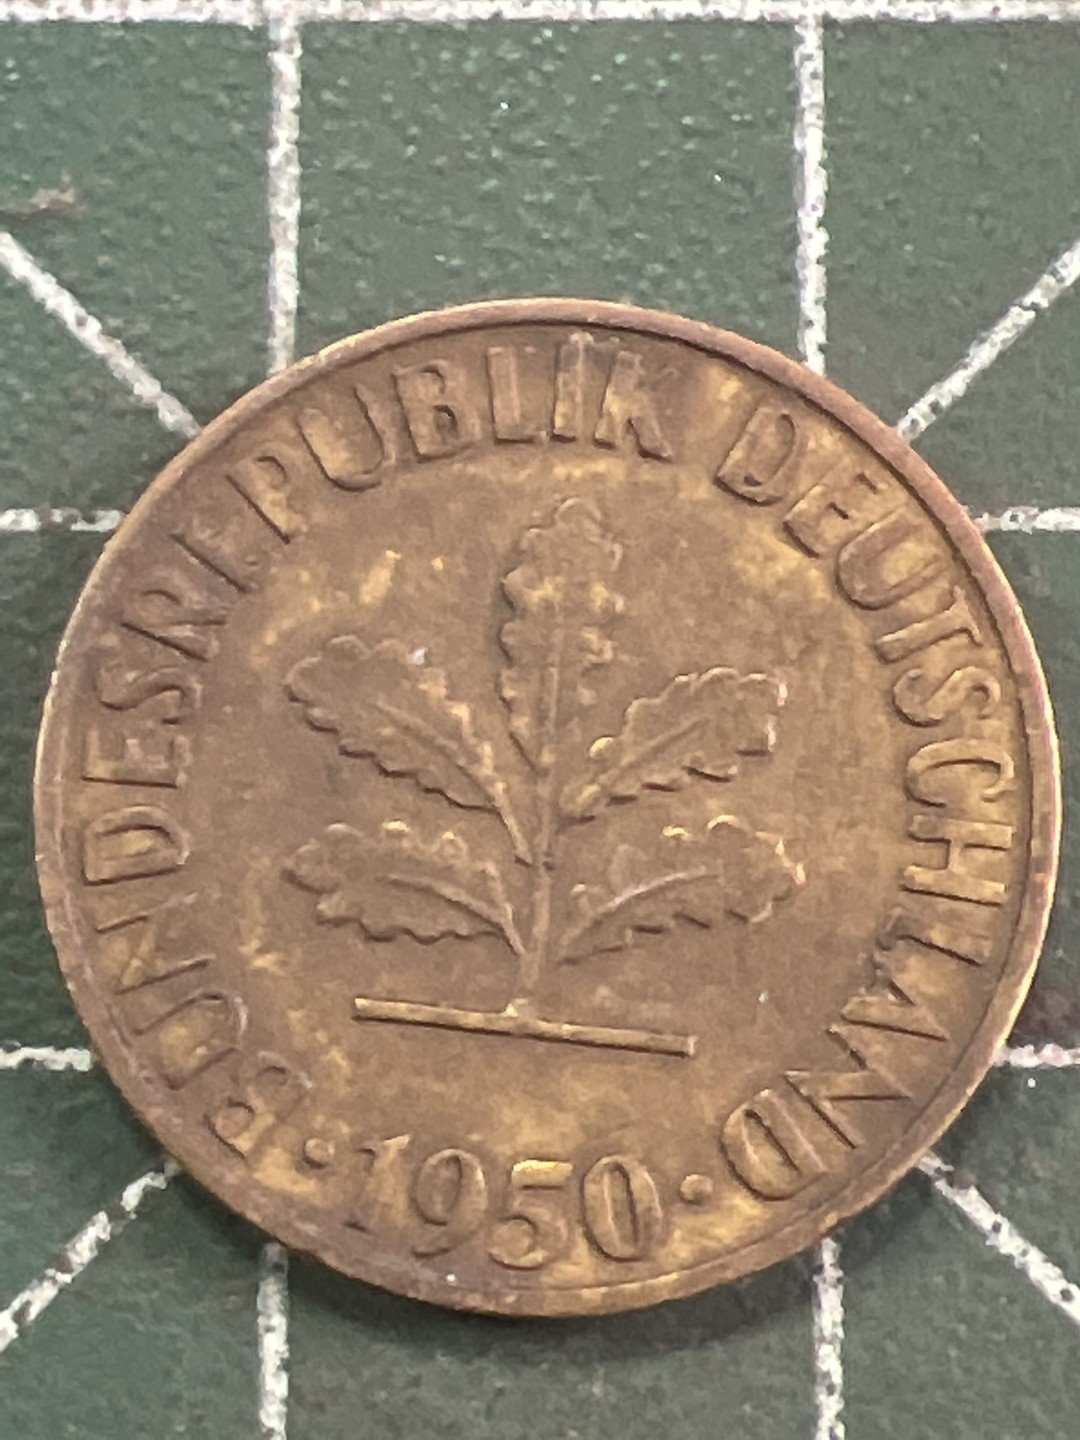 BUNDESREPUBLIK DEUTSCHLAND
· 1950 ·